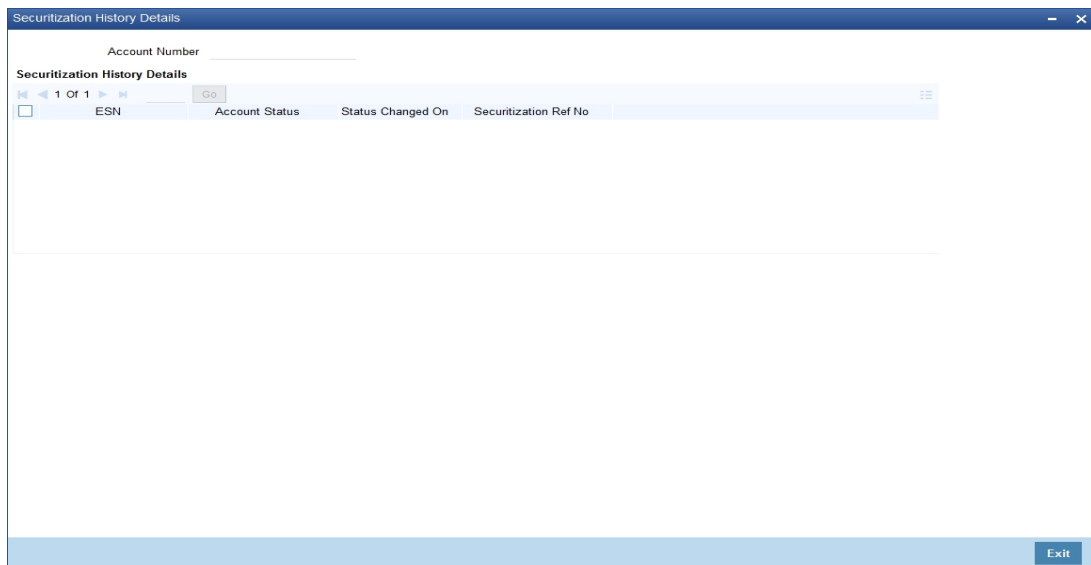 Securitization History Details
Account Number
Securitization History Details
1 Of 1 Go
ESN Account Status Status Changed On Securitization Ref No
Exit